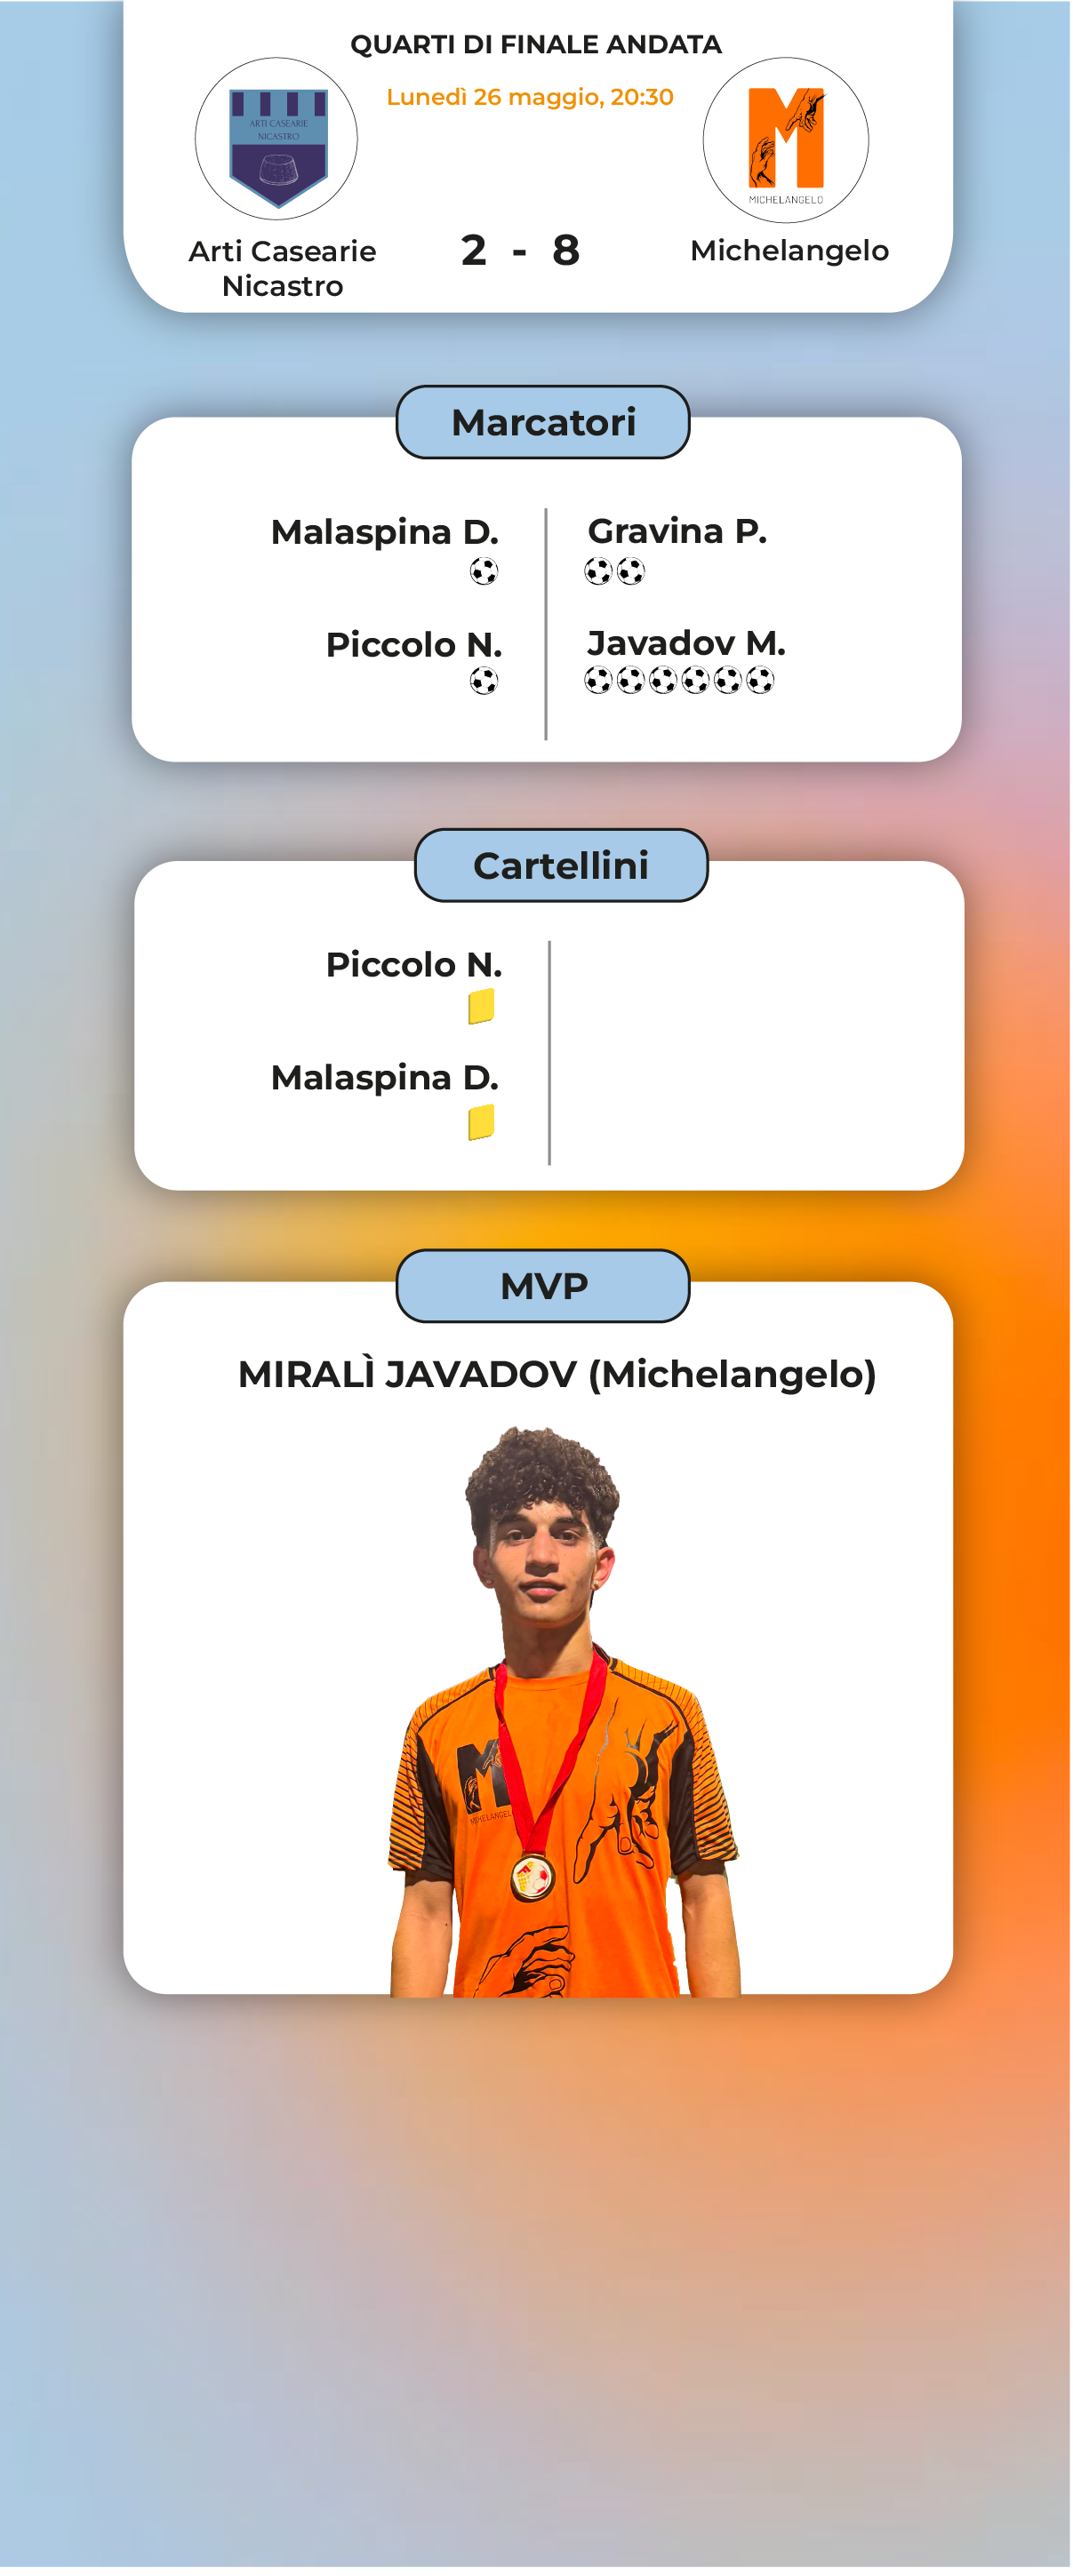 QUARTI DI FINALE ANDATA
Lunedì 26 maggio, 20:30
ARTI CASEARIE
NICASTRO
M
MICHELANGELO
Arti Casearie
Nicastro
2 - 8
Michelangelo
Marcatori
Malaspina D.
Gravina P.
Piccolo N.
Javadov M.
Cartellini
Piccolo N.
Malaspina D.
MVP
MIRALÌ JAVADOV (Michelangelo)
M